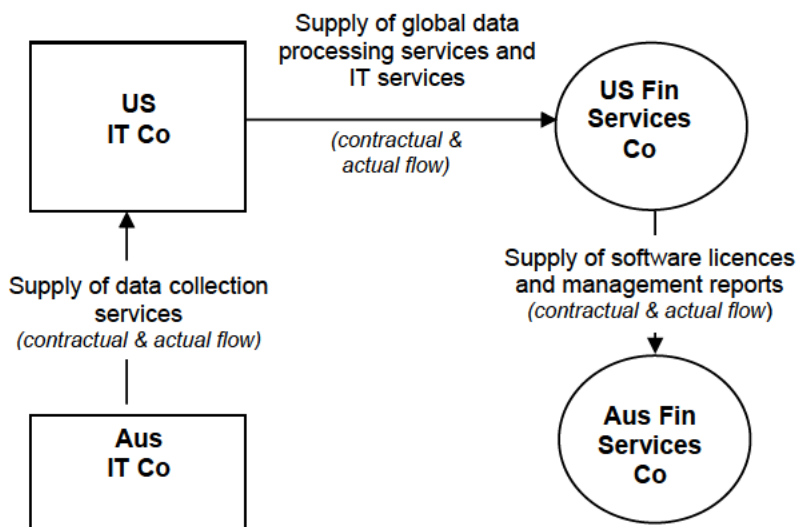 Supply of global data
processing services and
IT services
US
IT Co
(contractual &
actual flow)
US Fin
Services
Co
Supply of data collection
services
(contractual & actual flow)
Supply of software licences
and management reports
(contractual & actual flow)
Aus
IT Co
Aus Fin
Services
Co